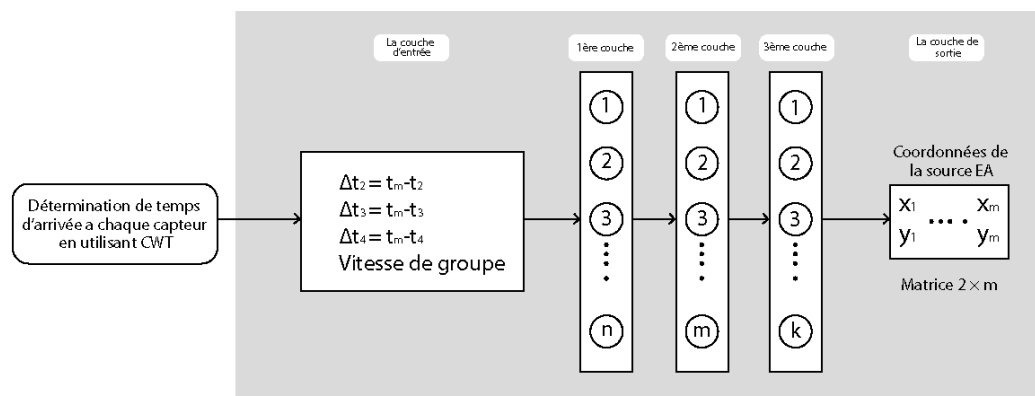 La couche
d'entrée
1ère couche
2ème couche
3ème couche
La couche de
sortie
Détermination de temps
d'arrivée a chaque capteur
en utilisant CWT
Δt₂ = tₘ-t₂
Δt₃ = tₘ-t₃
Δt₄ = tₘ-t₄
Vitesse de groupe
1
2
3
n
1
2
3
m
1
2
3
k
Coordonnées de
la source EA
x₁ .... xₘ
y₁ yₘ
Matrice 2 × m